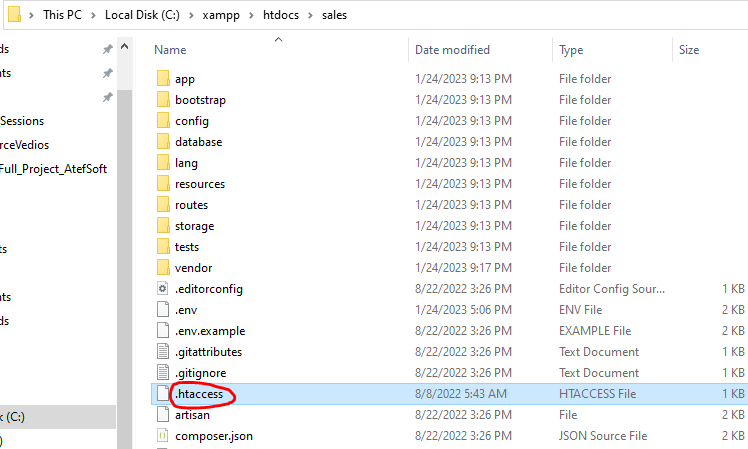 This PC > Local Disk (C:) > xampp > htdocs > sales
Name Date modified Type Size
ds
nts
Sessions
rceVedios
Full_Project_AtefSoft
ts
nts
ds
k (C:)
)
app 1/24/2023 9:13 PM File folder
bootstrap 1/24/2023 9:13 PM File folder
config 1/24/2023 9:13 PM File folder
database 1/24/2023 9:13 PM File folder
lang 1/24/2023 9:13 PM File folder
resources 1/24/2023 9:13 PM File folder
routes 1/24/2023 9:13 PM File folder
storage 1/24/2023 9:13 PM File folder
tests 1/24/2023 9:13 PM File folder
vendor 1/24/2023 9:17 PM File folder
.editorconfig 8/22/2022 3:26 PM Editor Config Sour... 1 KB
.env 1/24/2023 5:06 PM ENV File 2 KB
.env.example 8/22/2022 3:26 PM EXAMPLE File 2 KB
.gitattributes 8/22/2022 3:26 PM Text Document 1 KB
.gitignore 8/22/2022 3:26 PM Text Document 1 KB
.htaccess 8/8/2022 5:43 AM HTACCESS File 1 KB
artisan 8/22/2022 3:26 PM File 2 KB
composer.json 8/22/2022 3:26 PM JSON Source File 2 KB